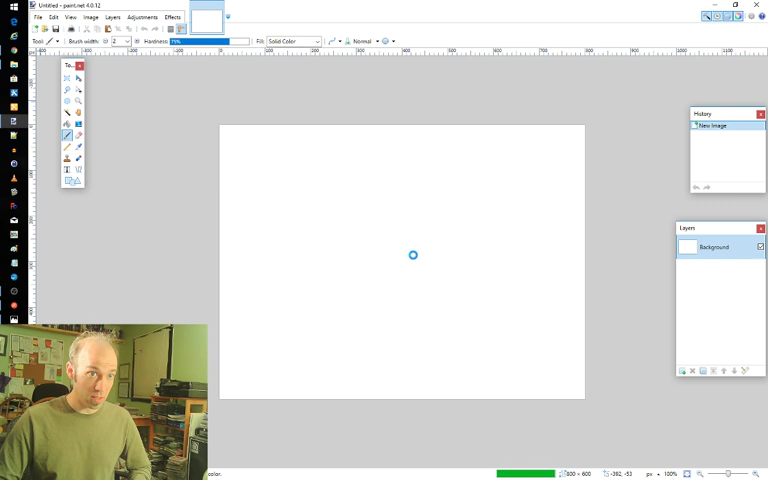 Untitled - paint.net 4.0.12
File Edit View Image Layers Adjustments Effects
Tool: Brush width: 2 Hardness: 75% Fill: Solid Color Normal
To...
History
New Image
Layers
Background
color.
800 × 600 -392, -53 px 100%